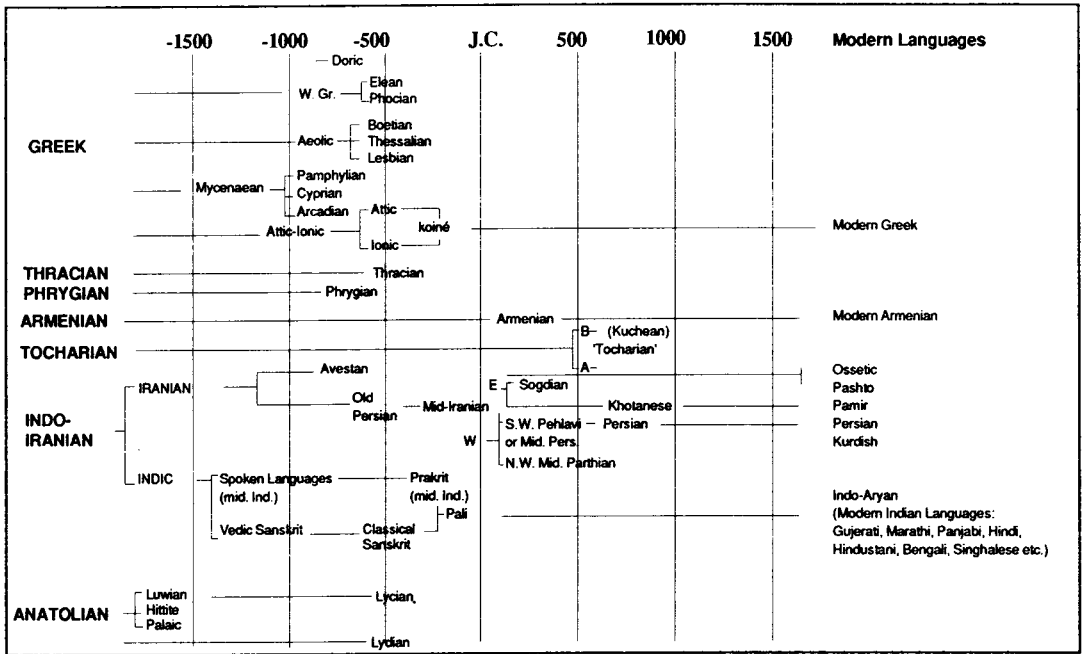 -1500 -1000 -500 J.C. 500 1000 1500 Modern Languages
Doric
Elean
W. Gr.
Phocian
Boetian
GREEK Aeolic Thessalian
Lesbian
Pamphylian
Mycenaean Cyprian
Arcadian Attic
koiné Modern Greek
Attic-Ionic
Ionic
THRACIAN Thracian
PHRYGIAN Phrygian
ARMENIAN Armenian Modern Armenian
B (Kuchean)
TOCHARIAN 'Tocharian'
A
Avestan Ossetic
IRANIAN E Sogdian Pashto
Old Persian Mid-Iranian Khotanese Pamir
INDO-IRANIAN W S.W. Pehlavi or Mid. Pers. Persian Persian
Kurdish
N.W. Mid. Parthian
INDIC Spoken Languages Prakrit
(mid. Ind.) (mid. Ind.)
Pali
Indo-Aryan
(Modern Indian Languages:
Vedic Sanskrit Classical Sanskrit
Gujerati, Marathi, Panjabi, Hindi,
Hindustani, Bengali, Singhalese etc.)
Luwian Lycian,
ANATOLIAN Hittite
Palaic
Lydian